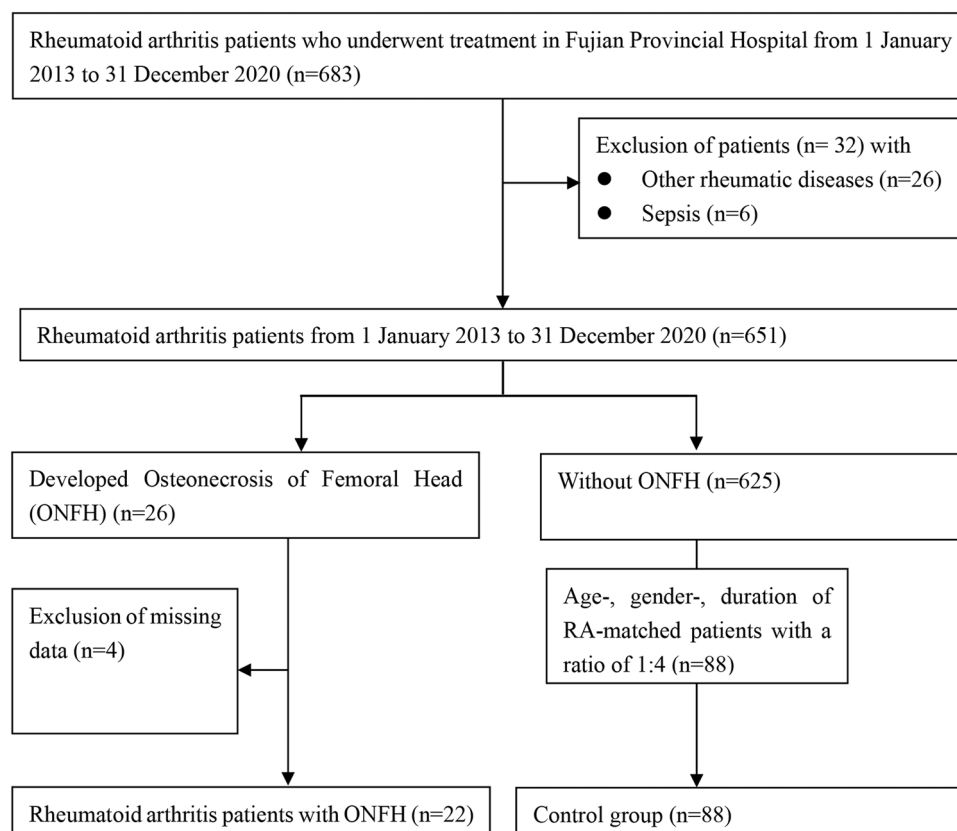 Rheumatoid arthritis patients who underwent treatment in Fujian Provincial Hospital from 1 January
2013 to 31 December 2020 (n=683)
Exclusion of patients (n= 32) with
● Other rheumatic diseases (n=26)
● Sepsis (n=6)
Rheumatoid arthritis patients from 1 January 2013 to 31 December 2020 (n=651)
Developed Osteonecrosis of Femoral Head
(ONFH) (n=26)
Without ONFH (n=625)
Exclusion of missing
data (n=4)
Age-, gender-, duration of
RA-matched patients with a
ratio of 1:4 (n=88)
Rheumatoid arthritis patients with ONFH (n=22)
Control group (n=88)